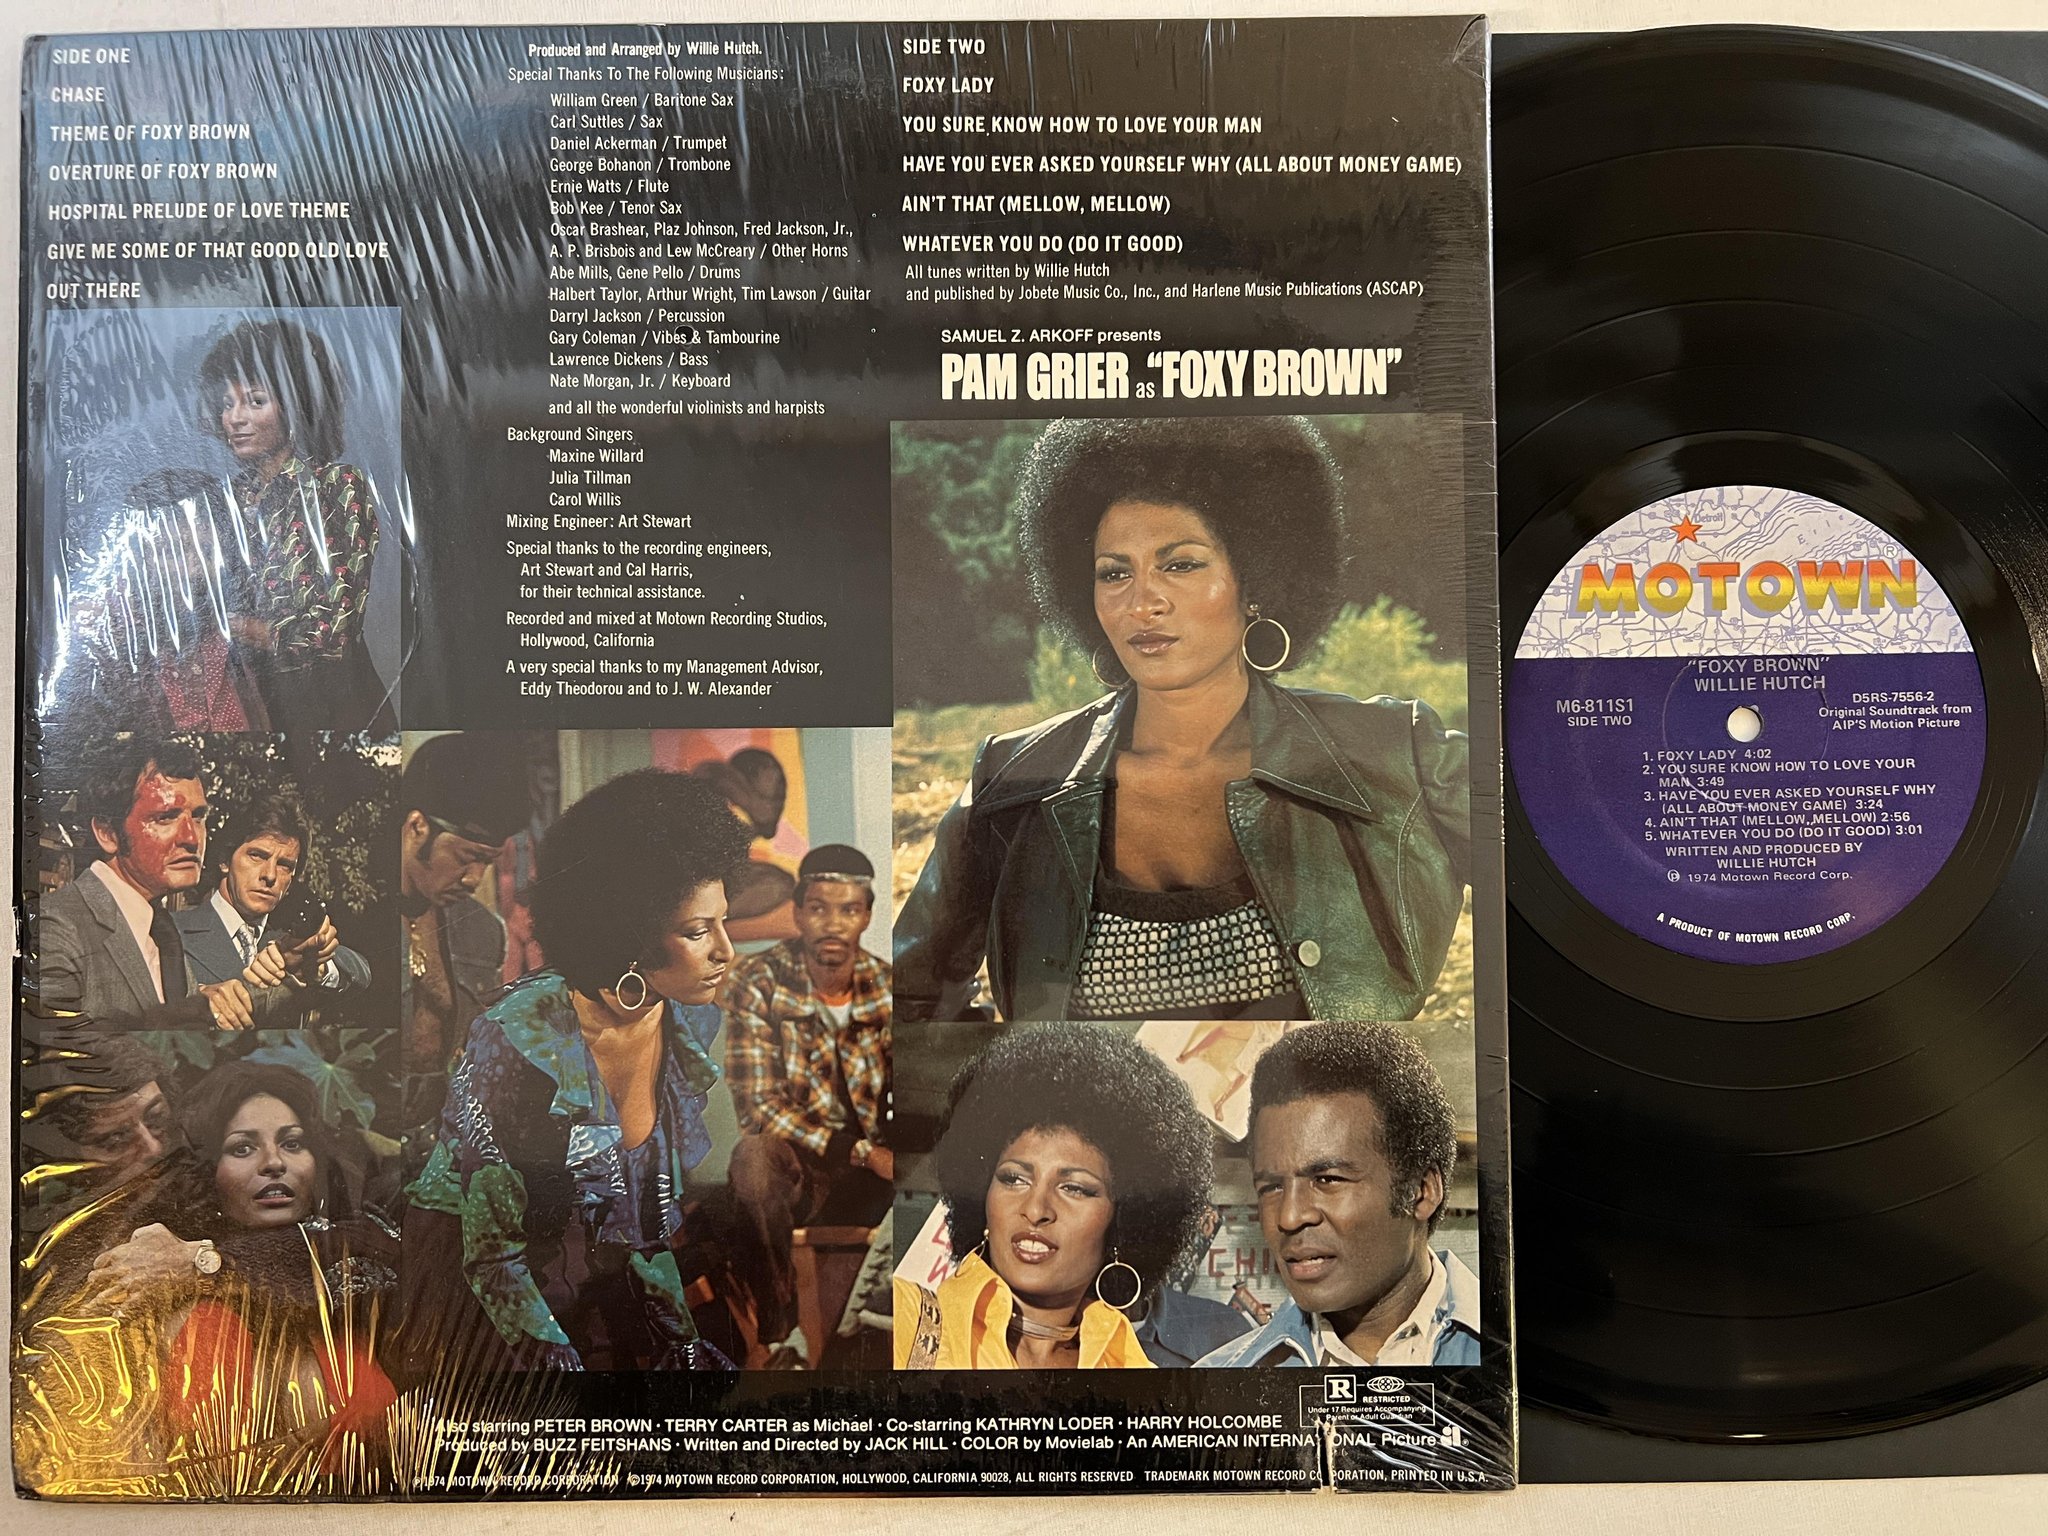 SIDE ONE
CHASE
THEME OF FOXY BROWN
OVERTURE OF FOXY BROWN
HOSPITAL PRELUDE OF LOVE THEME
GIVE ME SOME OF THAT GOOD OLD LOVE
OUT THERE
Produced and Arranged by Willie Hutch.
Special Thanks To The Following Musicians:
William Green / Baritone Sax
Carl Suttles / Sax
Daniel Ackerman / Trumpet
George Bohanon / Trombone
Ernie Watts / Flute
Bob Kee / Tenor Sax
Oscar Brashear, Plaz Johnson, Fred Jackson, Jr.,
A. P. Brisbois and Lew McCreary / Other Horns
Abe Mills, Gene Pello / Drums
Halbert Taylor, Arthur Wright, Tim Lawson / Guitar
Darryl Jackson / Percussion
Gary Coleman / Vibes & Tambourine
Lawrence Dickens / Bass
Nate Morgan, Jr. / Keyboard
and all the wonderful violinists and harpists
Background Singers
Maxine Willard
Julia Tillman
Carol Willis
Mixing Engineer: Art Stewart
Special thanks to the recording engineers,
Art Stewart and Cal Harris,
for their technical assistance.
Recorded and mixed at Motown Recording Studios,
Hollywood, California
A very special thanks to my Management Advisor,
Eddy Theodorou and to J. W. Alexander
SIDE TWO
FOXY LADY
YOU SURE KNOW HOW TO LOVE YOUR MAN
HAVE YOU EVER ASKED YOURSELF WHY (ALL ABOUT MONEY GAME)
AIN'T THAT (MELLOW, MELLOW)
WHATEVER YOU DO (DO IT GOOD)
All tunes written by Willie Hutch
and published by Jobete Music Co., Inc., and Harlene Music Publications (ASCAP)
SAMUEL Z. ARKOFF presents
PAM GRIER as "FOXY BROWN"
CHI
R RESTRICTED
Under 17 Requires Accompanying
Parent or Adult Guardian
Also starring PETER BROWN · TERRY CARTER as Michael · Co-starring KATHRYN LODER · HARRY HOLCOMBE
Produced by BUZZ FEITSHANS · Written and Directed by JACK HILL · COLOR by Movielab · An AMERICAN INTERNATIONAL Picture
℗1974 MOTOWN RECORD CORPORATION ©1974 MOTOWN RECORD CORPORATION, HOLLYWOOD, CALIFORNIA 90028, ALL RIGHTS RESERVED TRADEMARK MOTOWN RECORD CORPORATION, PRINTED IN U.S.A.
Detroit
MOTOWN ®
"FOXY BROWN"
WILLIE HUTCH
M6-811S1
SIDE TWO
D5RS-7556-2
Original Soundtrack from
AIP'S Motion Picture
1. FOXY LADY 4:02
2. YOU SURE KNOW HOW TO LOVE YOUR
MAN 3:49
3. HAVE YOU EVER ASKED YOURSELF WHY
(ALL ABOUT MONEY GAME) 3:24
4. AIN'T THAT (MELLOW, MELLOW) 2:56
5. WHATEVER YOU DO (DO IT GOOD) 3:01
WRITTEN AND PRODUCED BY
WILLIE HUTCH
℗ 1974 Motown Record Corp.
A PRODUCT OF MOTOWN RECORD CORP.